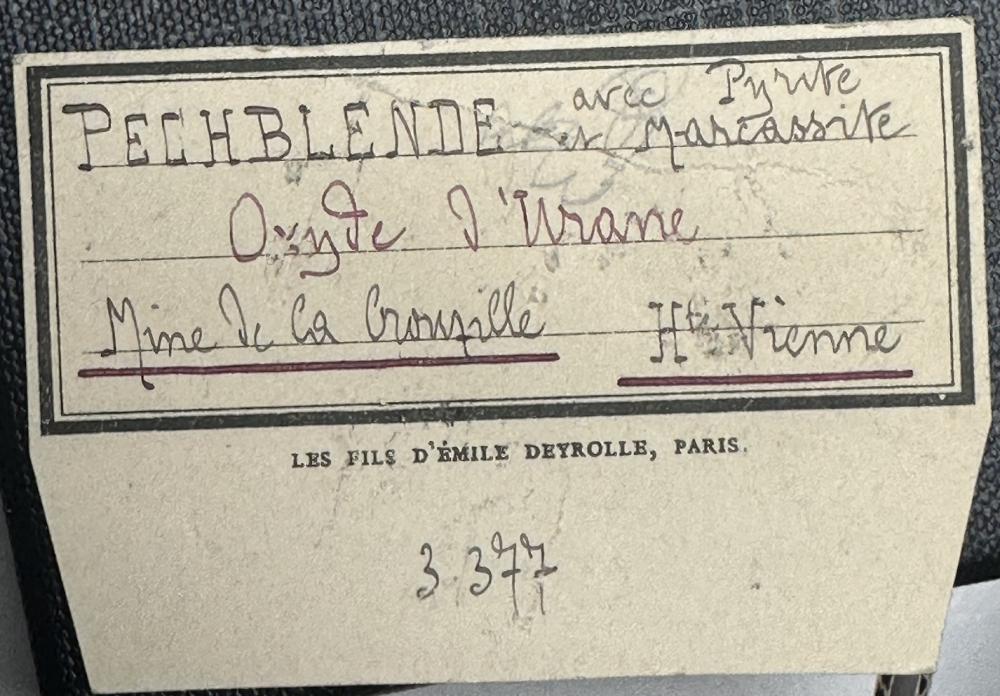 PECHBLENDE avec Pyrite
et Marcassite
Oxyde d'Urane
Mine de La Crouzille Hte Vienne
LES FILS D'ÉMILE DEYROLLE, PARIS.
3.377